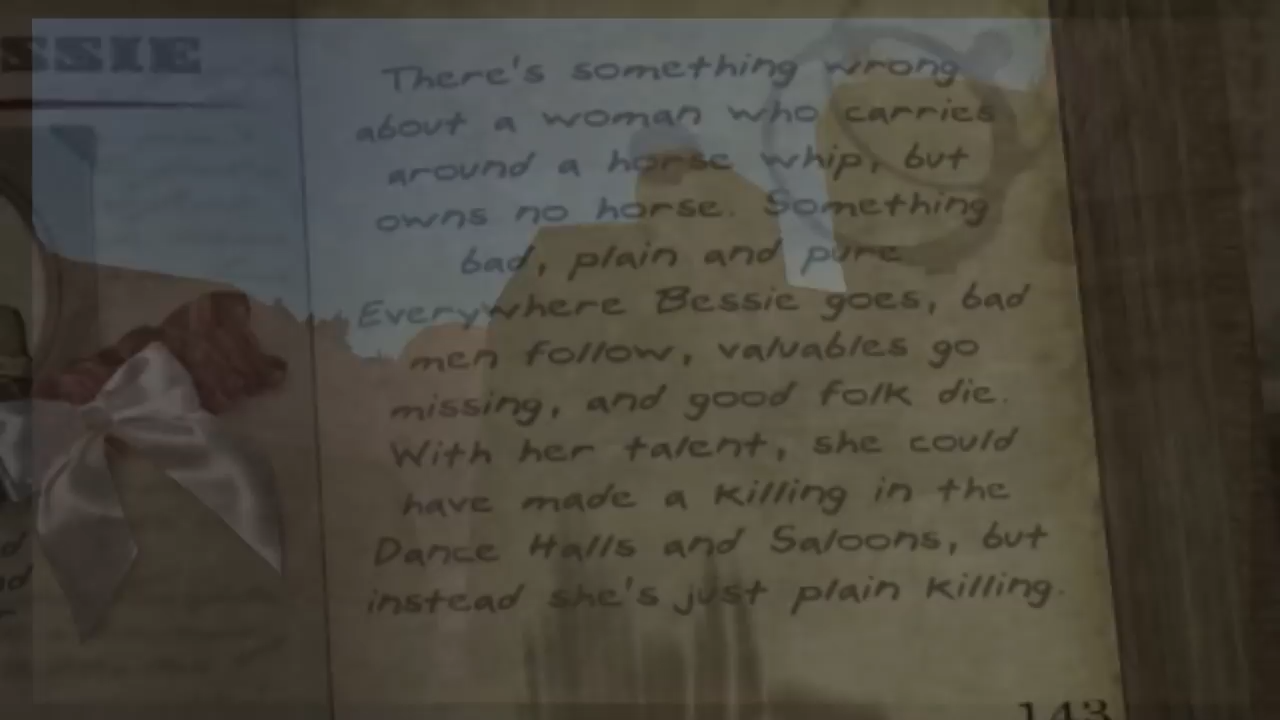 SSIE
There's something wrong
about a woman who carries
around a horse whip, but
owns no horse. Something
bad, plain and pure
Everywhere Bessie goes, bad
men follow, valuables go
missing, and good folk die.
With her talent, she could
have made a killing in the
Dance Halls and Saloons, but
instead she's just plain killing.
143